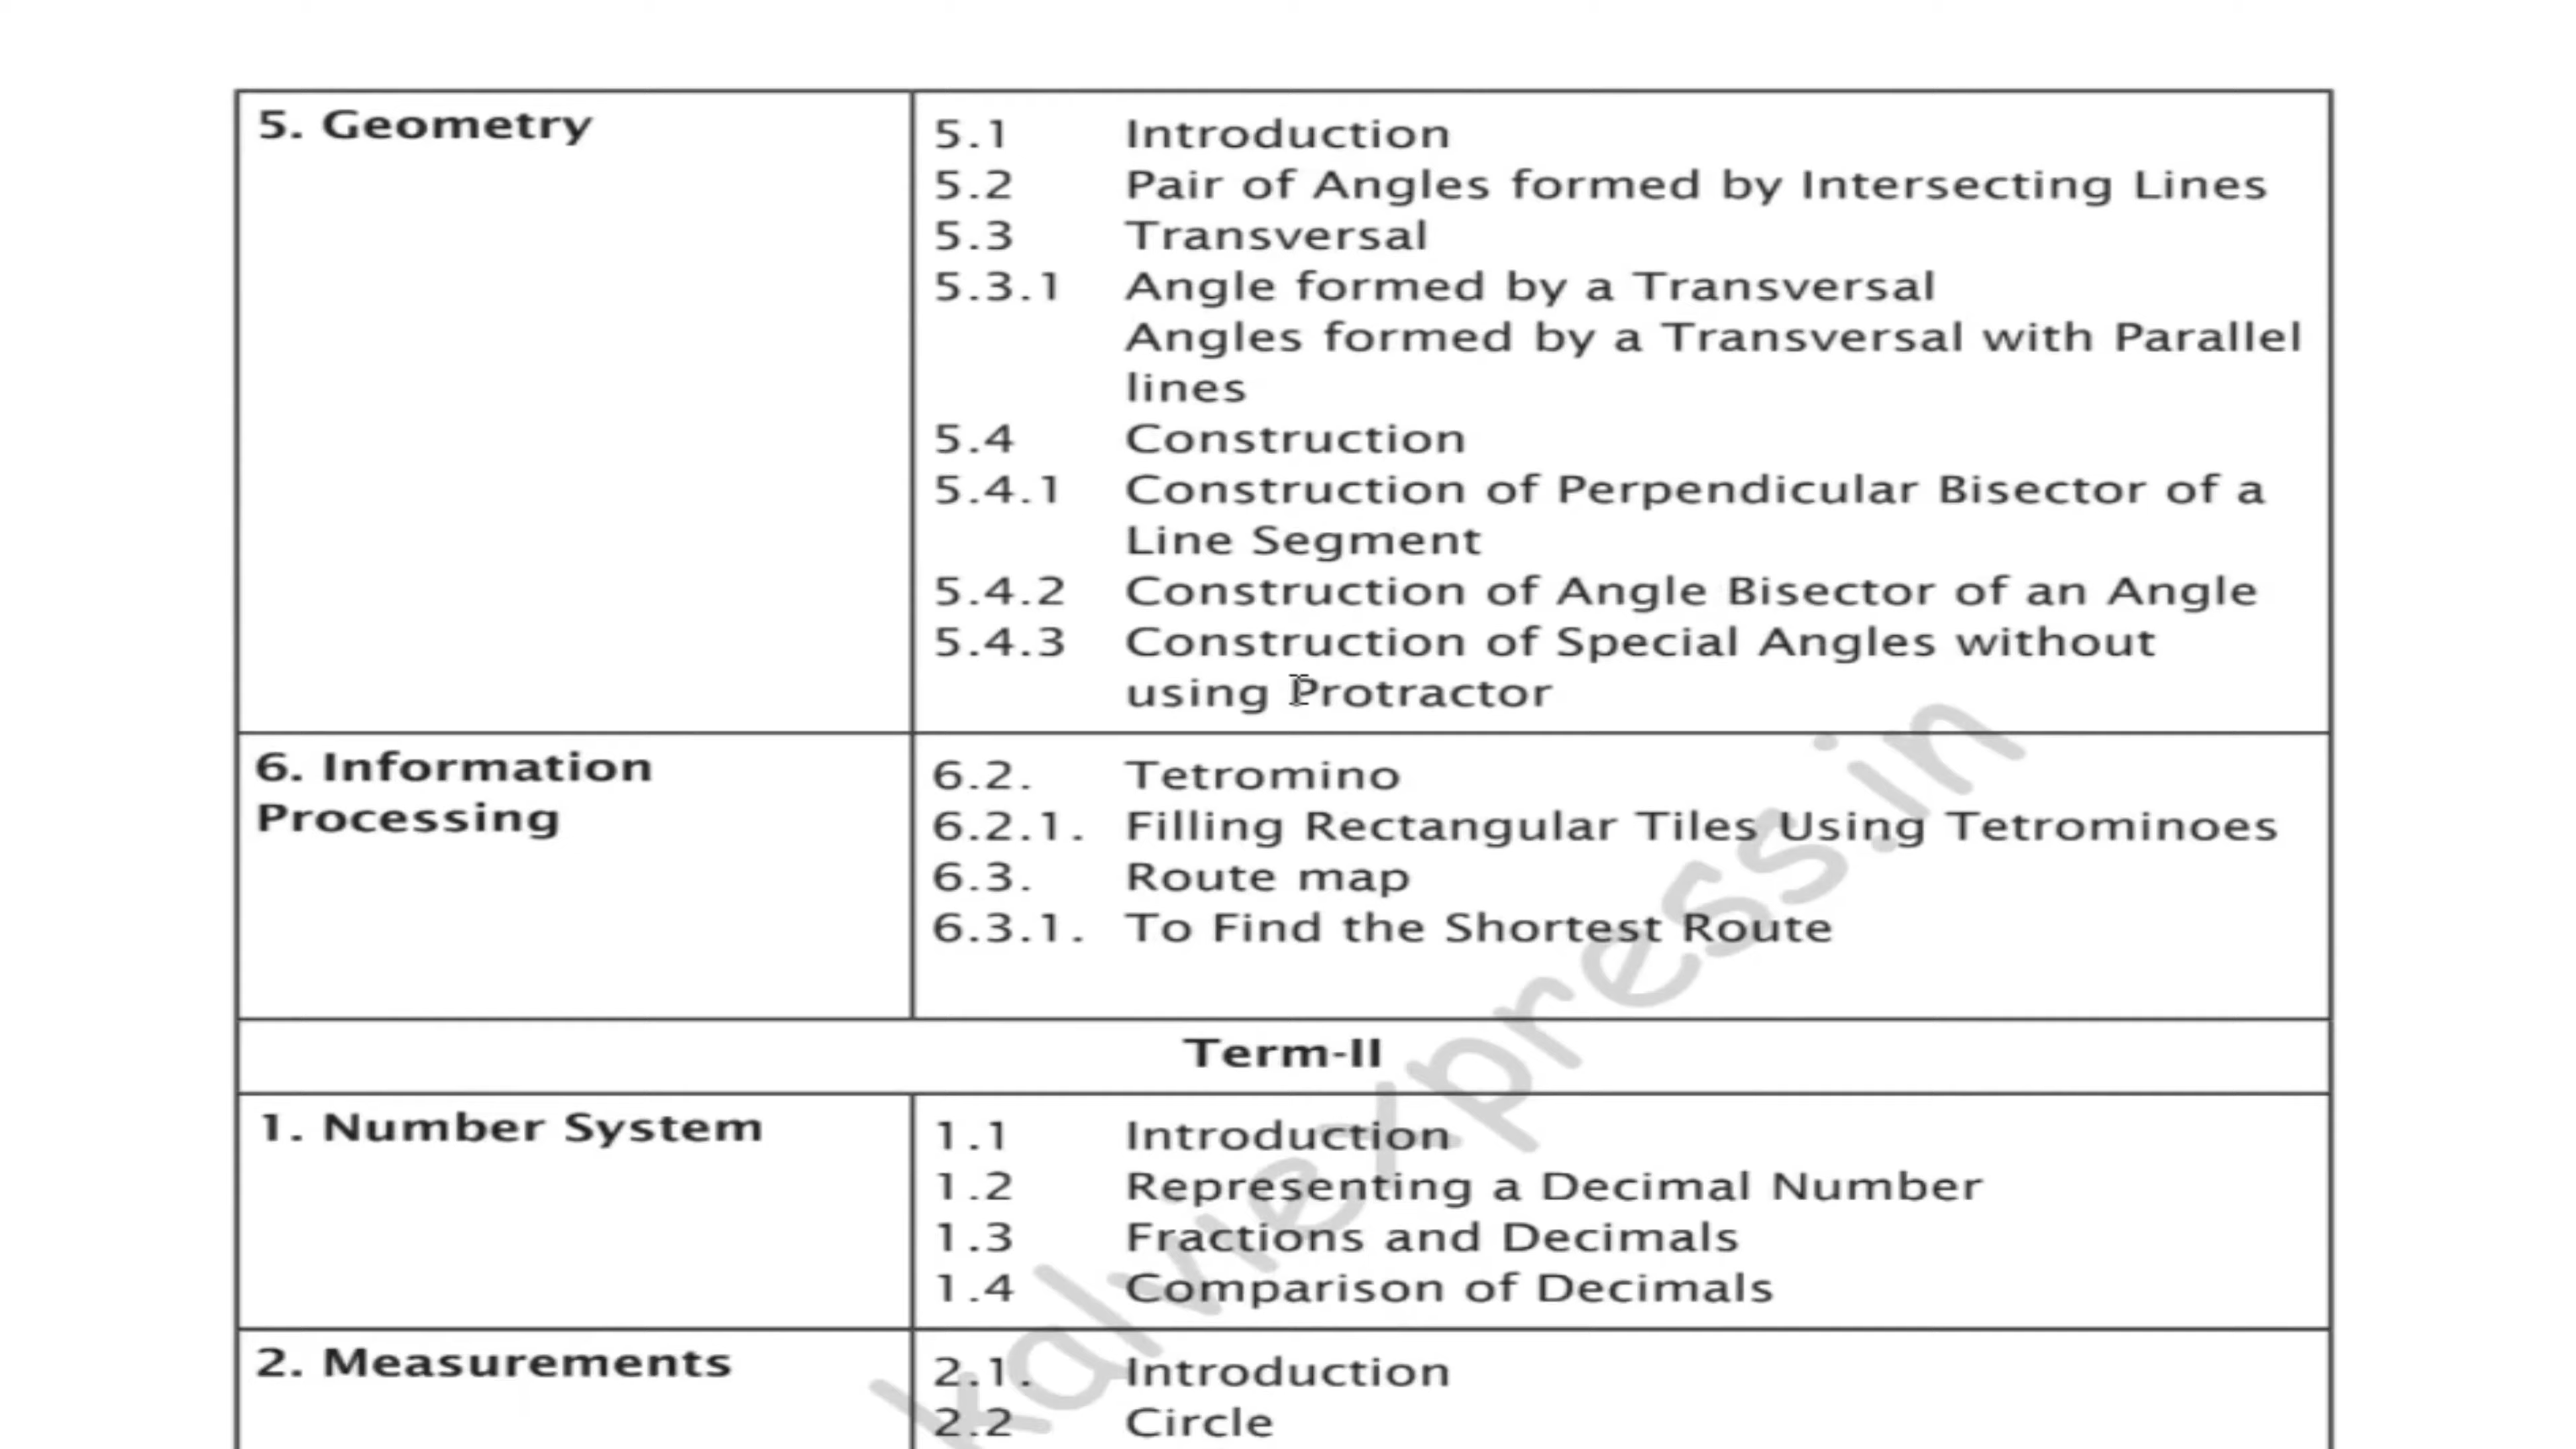 5. Geometry
5.1 Introduction
5.2 Pair of Angles formed by Intersecting Lines
5.3 Transversal
5.3.1 Angle formed by a Transversal
Angles formed by a Transversal with Parallel
lines
5.4 Construction
5.4.1 Construction of Perpendicular Bisector of a
Line Segment
5.4.2 Construction of Angle Bisector of an Angle
5.4.3 Construction of Special Angles without
using Protractor
6. Information
Processing
6.2. Tetromino
6.2.1. Filling Rectangular Tiles Using Tetrominoes
6.3. Route map
6.3.1. To Find the Shortest Route
Term-II
1. Number System
1.1 Introduction
1.2 Representing a Decimal Number
1.3 Fractions and Decimals
1.4 Comparison of Decimals
2. Measurements
2.1. Introduction
2.2 Circle
kalviexpress.in